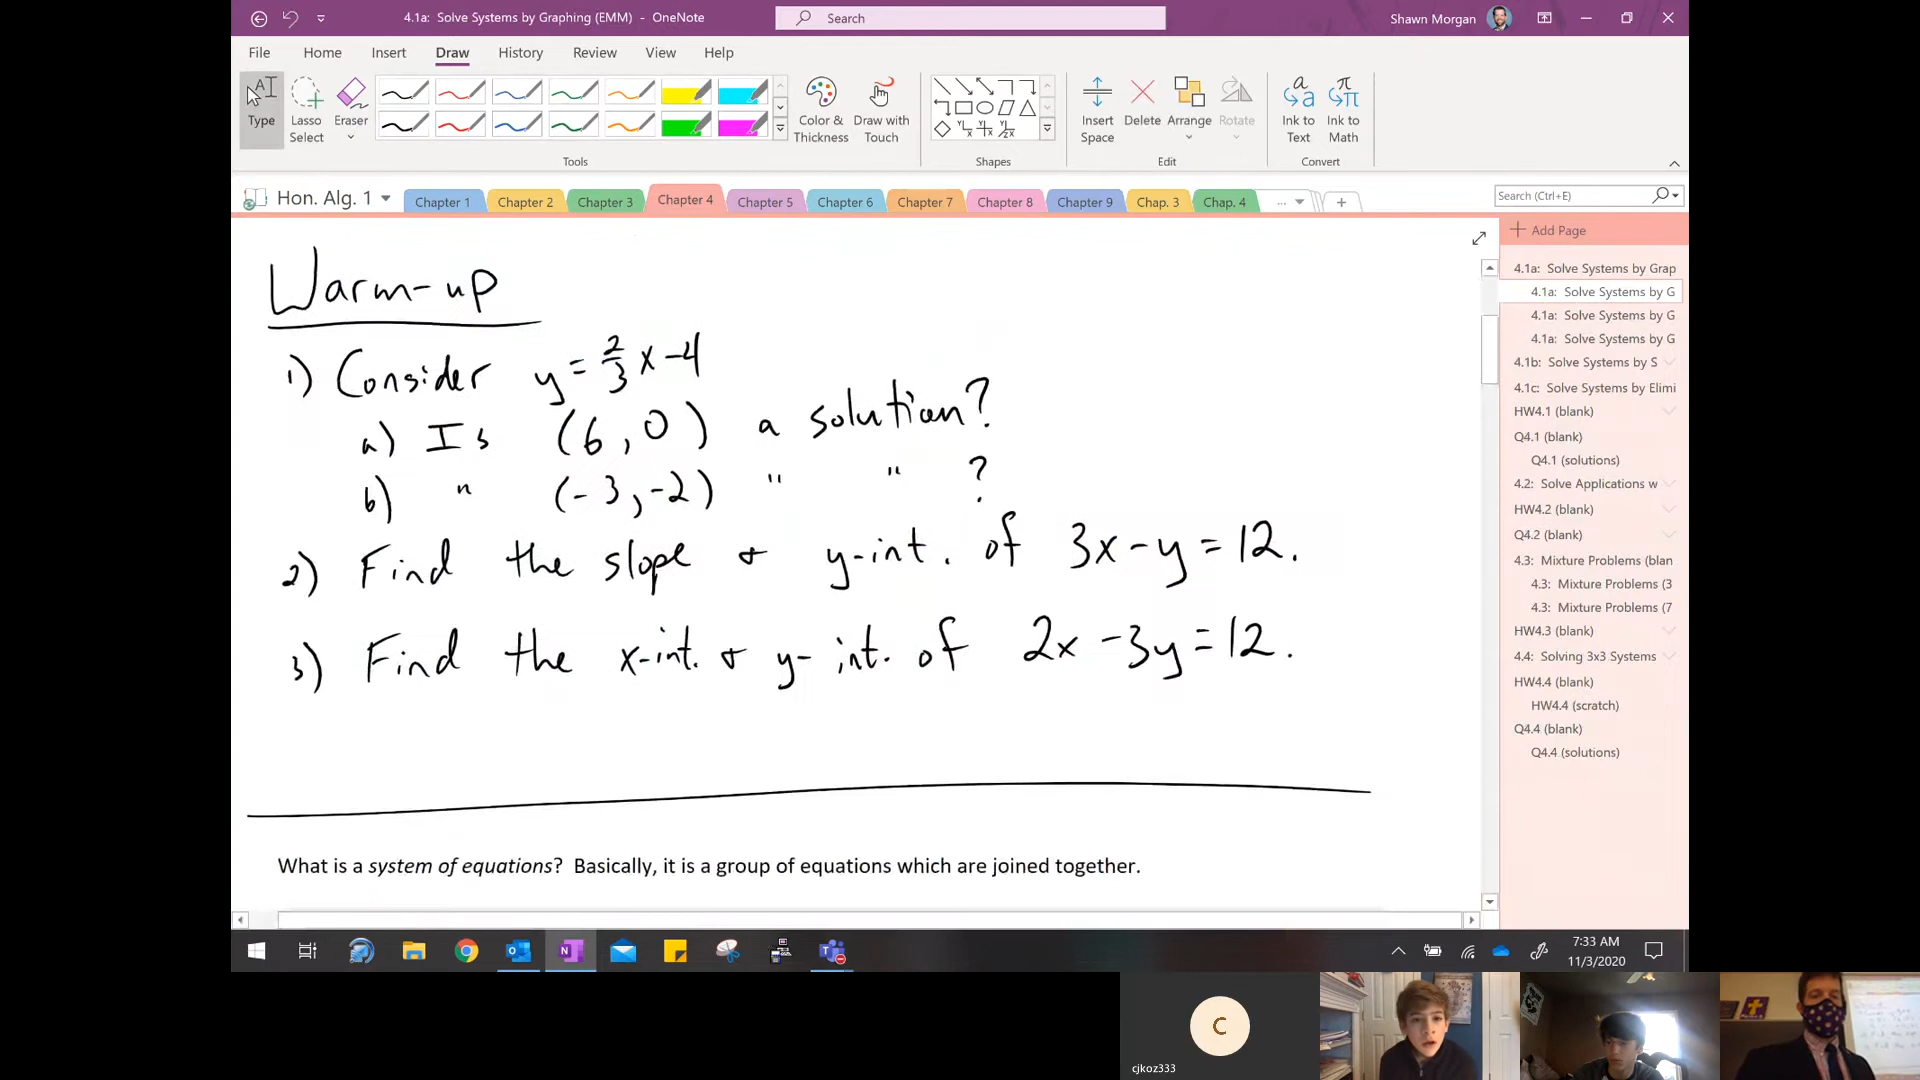 4.1a: Solve Systems by Graphing (EMM) - OneNote
Search
Shawn Morgan
File Home Insert Draw History Review View Help
Type
Lasso Select
Eraser
Color & Thickness
Draw with Touch
Insert Space
Delete
Arrange
Rotate
Ink to Text
Ink to Math
Tools
Shapes
Edit
Convert
Hon. Alg. 1
Chapter 1 Chapter 2 Chapter 3 Chapter 4 Chapter 5 Chapter 6 Chapter 7 Chapter 8 Chapter 9 Chap. 3 Chap. 4 ...
Search (Ctrl+E)
Warm-up
1) Consider y = 2/3 x - 4
a) Is (6, 0) a solution?
b) " (-3, -2) " " ?
2) Find the slope & y-int. of 3x - y = 12.
3) Find the x-int. & y-int. of 2x - 3y = 12.
What is a system of equations? Basically, it is a group of equations which are joined together.
Add Page
4.1a: Solve Systems by Grap
4.1a: Solve Systems by G
4.1a: Solve Systems by G
4.1a: Solve Systems by G
4.1b: Solve Systems by S
4.1c: Solve Systems by Elimi
HW4.1 (blank)
Q4.1 (blank)
Q4.1 (solutions)
4.2: Solve Applications w
HW4.2 (blank)
Q4.2 (blank)
4.3: Mixture Problems (blan
4.3: Mixture Problems (3
4.3: Mixture Problems (7
HW4.3 (blank)
4.4: Solving 3x3 Systems
HW4.4 (blank)
HW4.4 (scratch)
Q4.4 (blank)
Q4.4 (solutions)
7:33 AM
11/3/2020
C
cjkoz333